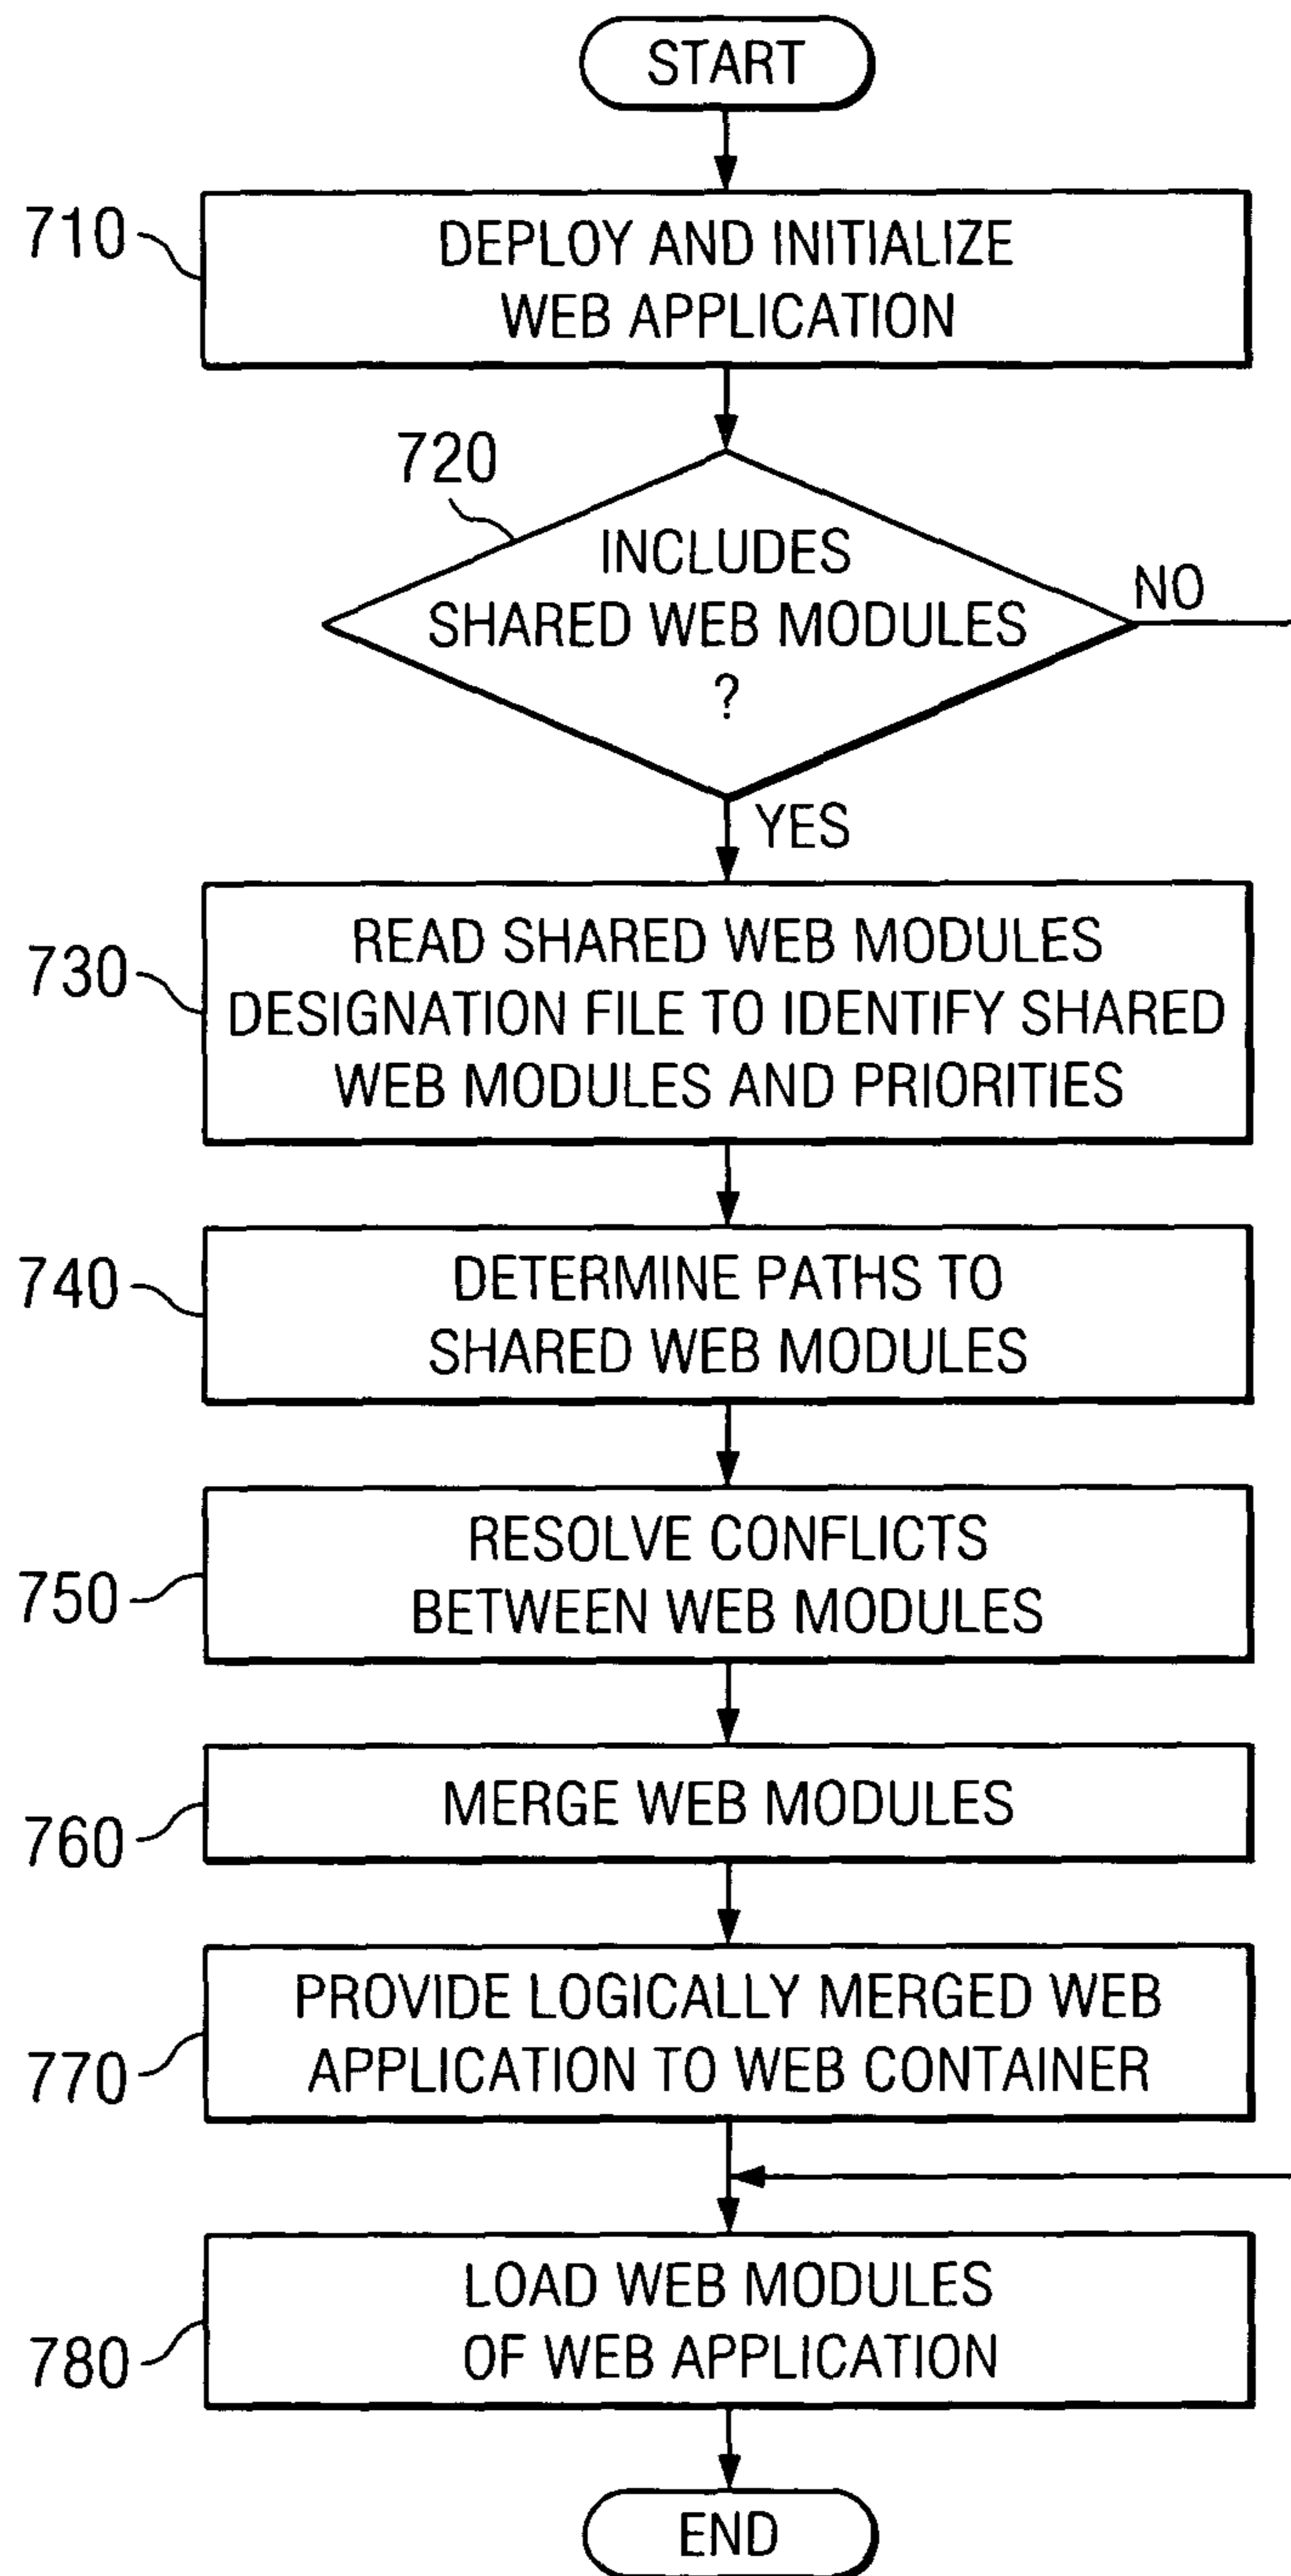 START
710
DEPLOY AND INITIALIZE
WEB APPLICATION
720
INCLUDES
SHARED WEB MODULES
?
NO
YES
730
READ SHARED WEB MODULES
DESIGNATION FILE TO IDENTIFY SHARED
WEB MODULES AND PRIORITIES
740
DETERMINE PATHS TO
SHARED WEB MODULES
750
RESOLVE CONFLICTS
BETWEEN WEB MODULES
760
MERGE WEB MODULES
770
PROVIDE LOGICALLY MERGED WEB
APPLICATION TO WEB CONTAINER
780
LOAD WEB MODULES
OF WEB APPLICATION
END